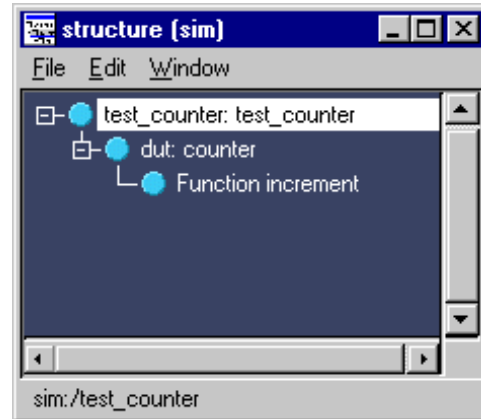 structure (sim)
File Edit Window
test_counter: test_counter
dut: counter
Function increment
sim:/test_counter